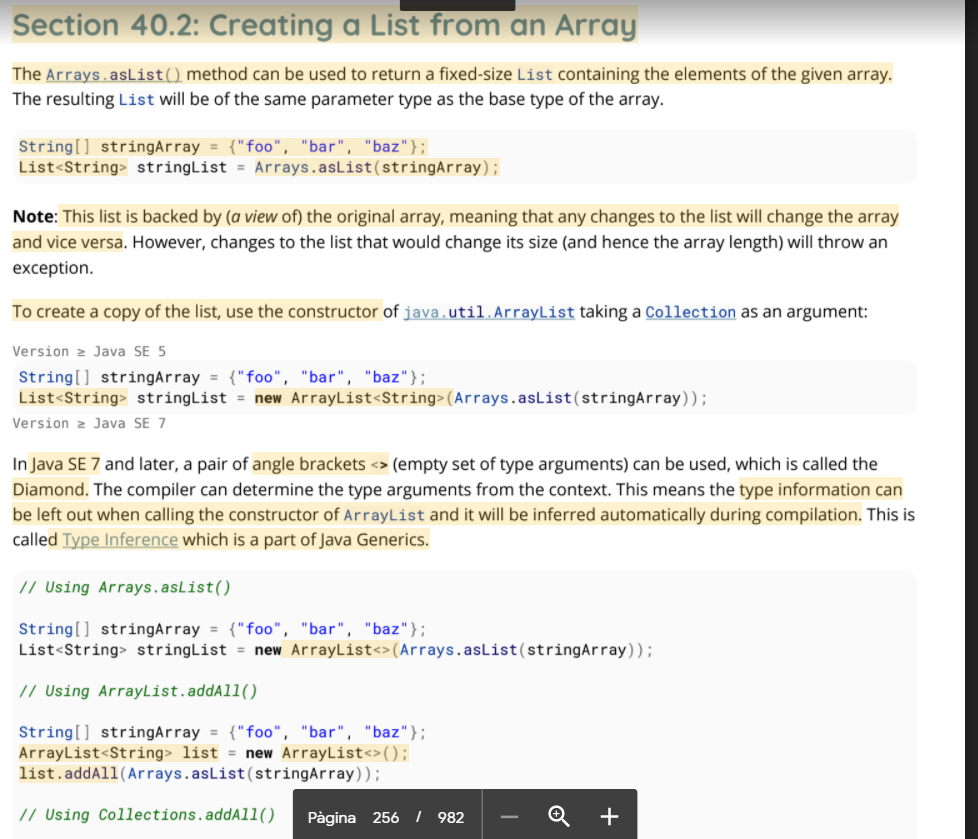 Section 40.2: Creating a List from an Array
The Arrays.asList() method can be used to return a fixed-size List containing the elements of the given array.
The resulting List will be of the same parameter type as the base type of the array.
String[] stringArray = {"foo", "bar", "baz"};
List<String> stringList = Arrays.asList(stringArray);
Note: This list is backed by (a view of) the original array, meaning that any changes to the list will change the array
and vice versa. However, changes to the list that would change its size (and hence the array length) will throw an
exception.
To create a copy of the list, use the constructor of java.util.ArrayList taking a Collection as an argument:
Version ≥ Java SE 5
String[] stringArray = {"foo", "bar", "baz"};
List<String> stringList = new ArrayList<String>(Arrays.asList(stringArray));
Version ≥ Java SE 7
In Java SE 7 and later, a pair of angle brackets <> (empty set of type arguments) can be used, which is called the
Diamond. The compiler can determine the type arguments from the context. This means the type information can
be left out when calling the constructor of ArrayList and it will be inferred automatically during compilation. This is
called Type Inference which is a part of Java Generics.
// Using Arrays.asList()
String[] stringArray = {"foo", "bar", "baz"};
List<String> stringList = new ArrayList<>(Arrays.asList(stringArray));
// Using ArrayList.addAll()
String[] stringArray = {"foo", "bar", "baz"};
ArrayList<String> list = new ArrayList<>();
list.addAll(Arrays.asList(stringArray));
// Using Collections.addAll()
Pàgina 256 / 982